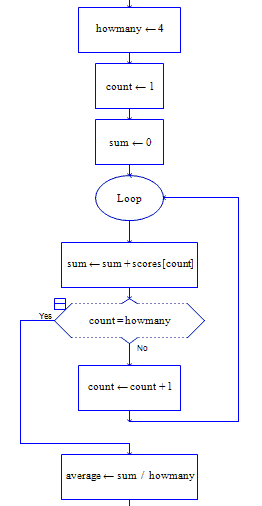 howmany ← 4
count ← 1
sum ← 0
Loop
sum ← sum + scores[count]
count = howmany
Yes
No
count ← count + 1
average ← sum / howmany